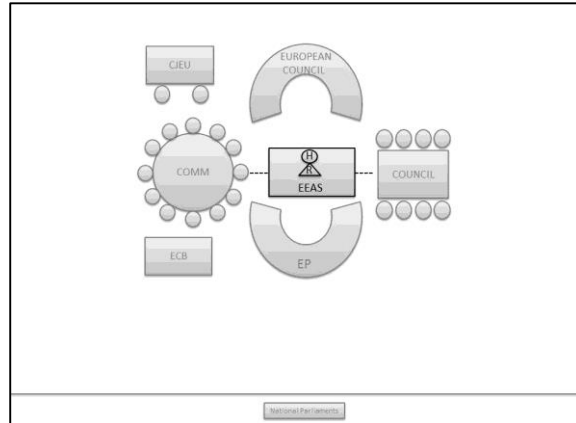 CJEU
EUROPEAN
COUNCIL
H
R
EEAS
COMM
COUNCIL
ECB
EP
National Parliaments